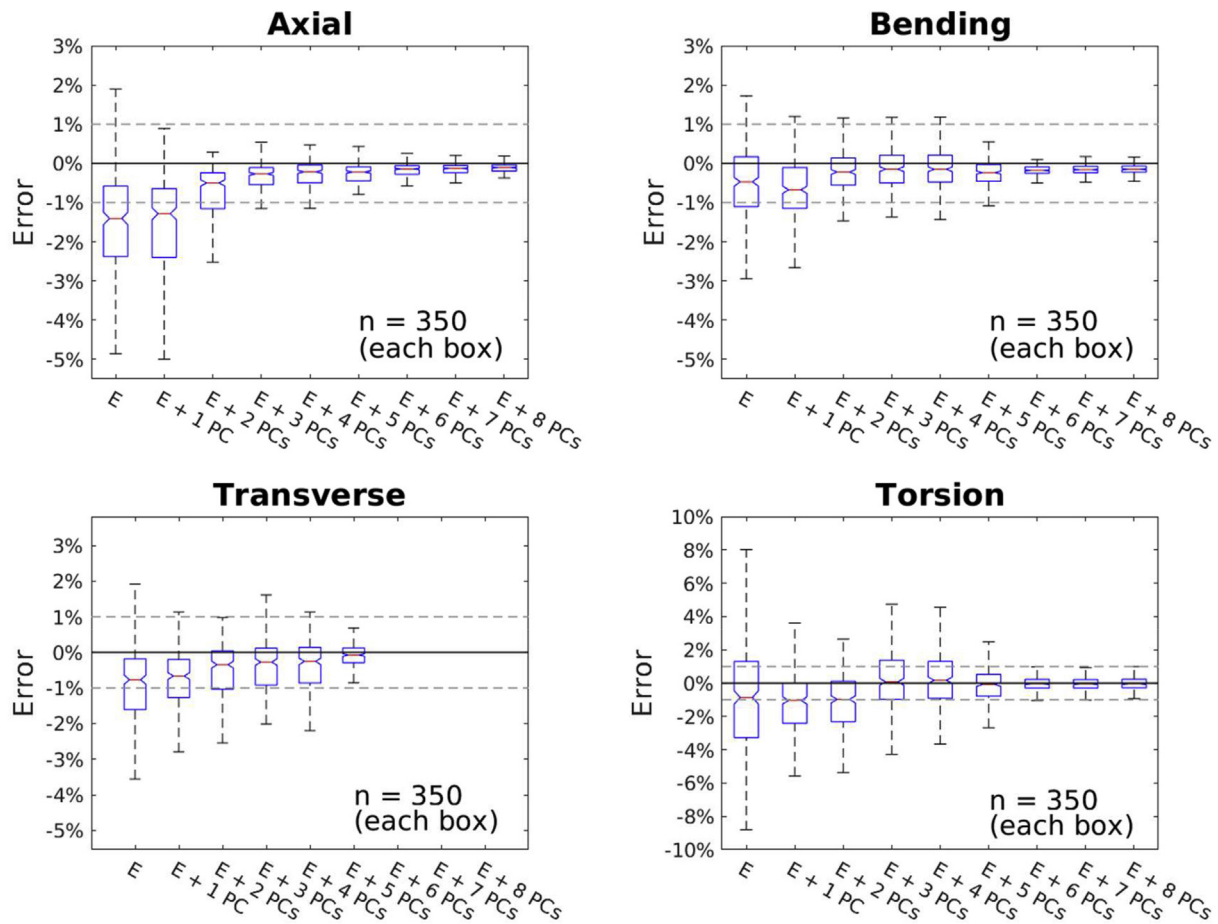 Axial
Error
3%
2%
1%
0%
-1%
-2%
-3%
-4%
-5%
n = 350
(each box)
E
E + 1 PC
E + 2 PCs
E + 3 PCs
E + 4 PCs
E + 5 PCs
E + 6 PCs
E + 7 PCs
E + 8 PCs
Bending
Error
3%
2%
1%
0%
-1%
-2%
-3%
-4%
-5%
n = 350
(each box)
E
E + 1 PC
E + 2 PCs
E + 3 PCs
E + 4 PCs
E + 5 PCs
E + 6 PCs
E + 7 PCs
E + 8 PCs
Transverse
Error
3%
2%
1%
0%
-1%
-2%
-3%
-4%
-5%
n = 350
(each box)
E
E + 1 PC
E + 2 PCs
E + 3 PCs
E + 4 PCs
E + 5 PCs
E + 6 PCs
E + 7 PCs
E + 8 PCs
Torsion
Error
10%
8%
6%
4%
2%
0%
-2%
-4%
-6%
-8%
-10%
n = 350
(each box)
E
E + 1 PC
E + 2 PCs
E + 3 PCs
E + 4 PCs
E + 5 PCs
E + 6 PCs
E + 7 PCs
E + 8 PCs